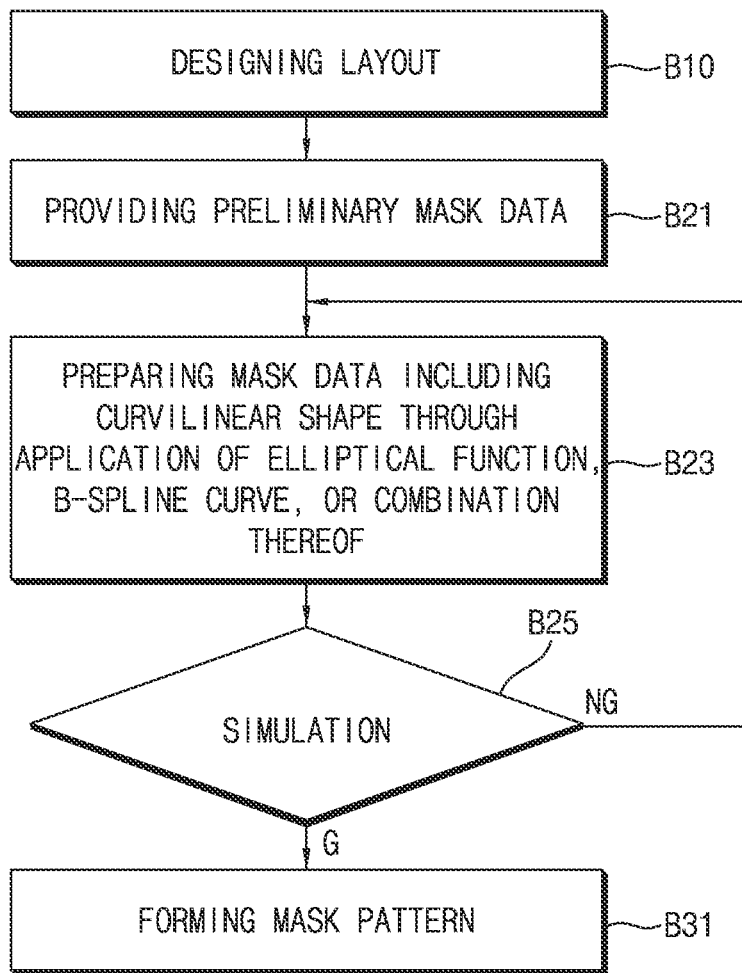 DESIGNING LAYOUT
B10
PROVIDING PRELIMINARY MASK DATA
B21
PREPARING MASK DATA INCLUDING
CURVILINEAR SHAPE THROUGH
APPLICATION OF ELLIPTICAL FUNCTION,
B-SPLINE CURVE, OR COMBINATION
THEREOF
B23
B25
SIMULATION
NG
G
FORMING MASK PATTERN
B31